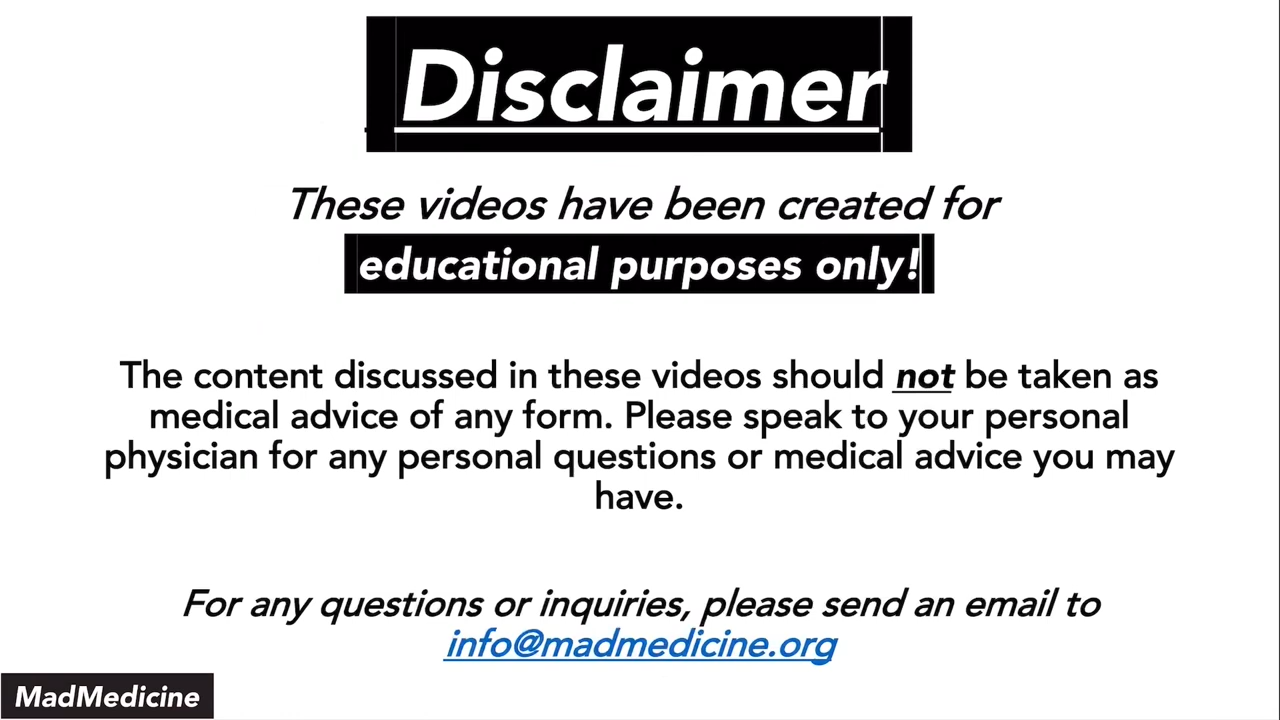 Disclaimer
These videos have been created for
educational purposes only!
The content discussed in these videos should not be taken as
medical advice of any form. Please speak to your personal
physician for any personal questions or medical advice you may
have.
For any questions or inquiries, please send an email to
info@madmedicine.org
MadMedicine